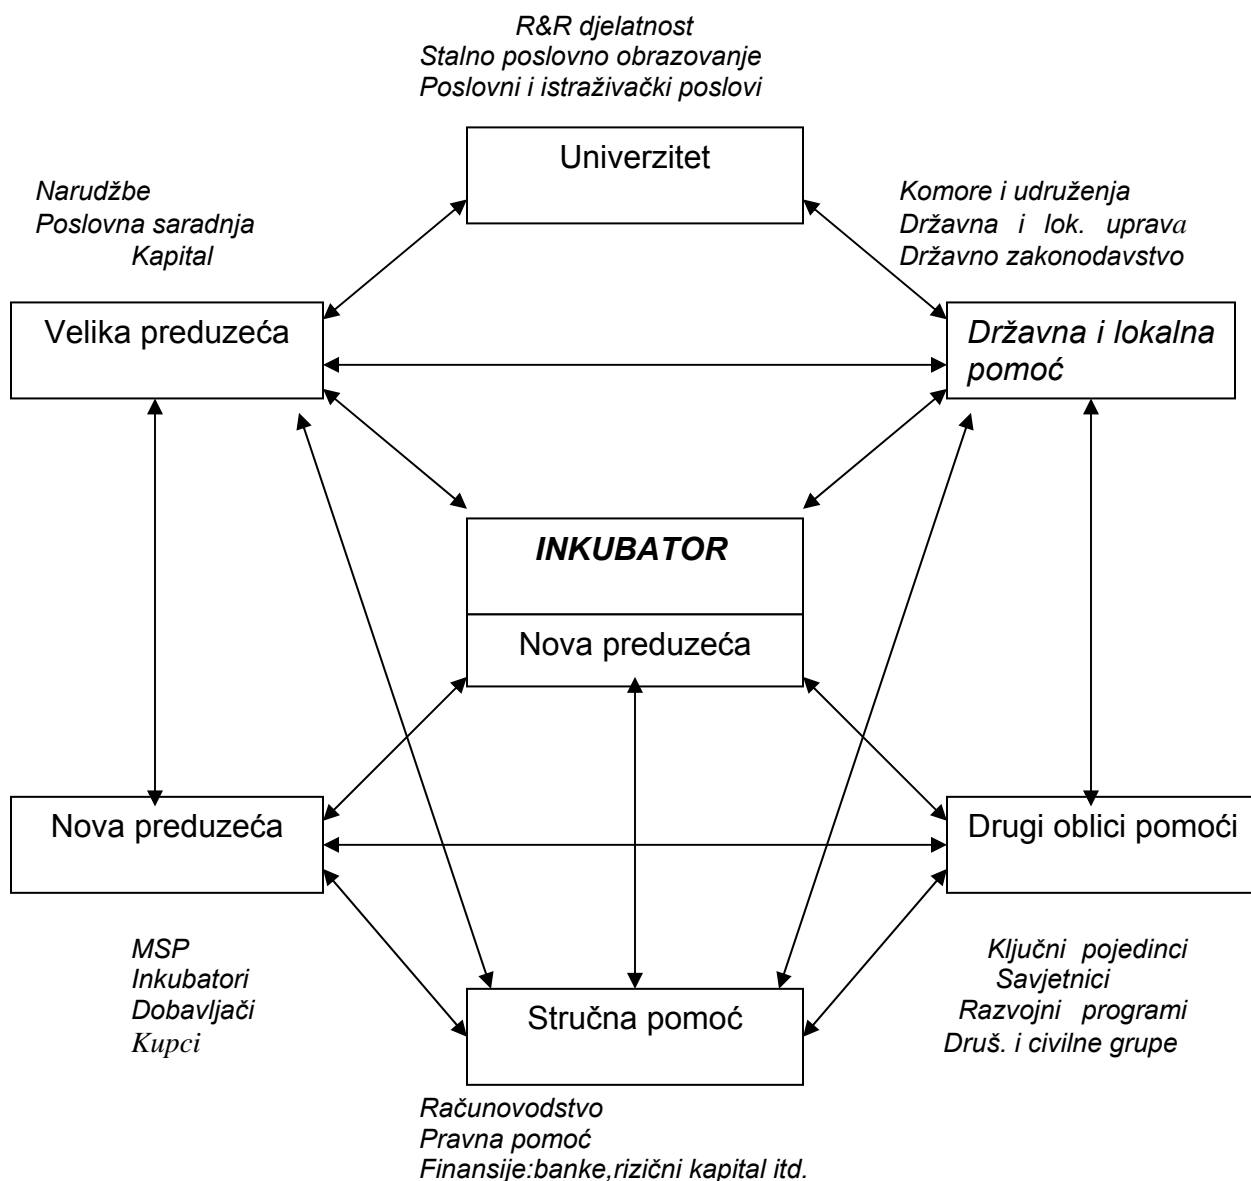 R&R djelatnost
Stalno poslovno obrazovanje
Poslovni i istraživački poslovi
Univerzitet
Narudžbe
Poslovna saradnja
Kapital
Komore i udruženja
Državna i lok. uprava
Državno zakonodavstvo
Velika preduzeća
Državna i lokalna
pomoć
INKUBATOR
Nova preduzeća
Nova preduzeća
Drugi oblici pomoći
MSP
Inkubatori
Dobavljači
Kupci
Stručna pomoć
Ključni pojedinci
Savjetnici
Razvojni programi
Druš. i civilne grupe
Računovodstvo
Pravna pomoć
Finansije:banke,rizični kapital itd.